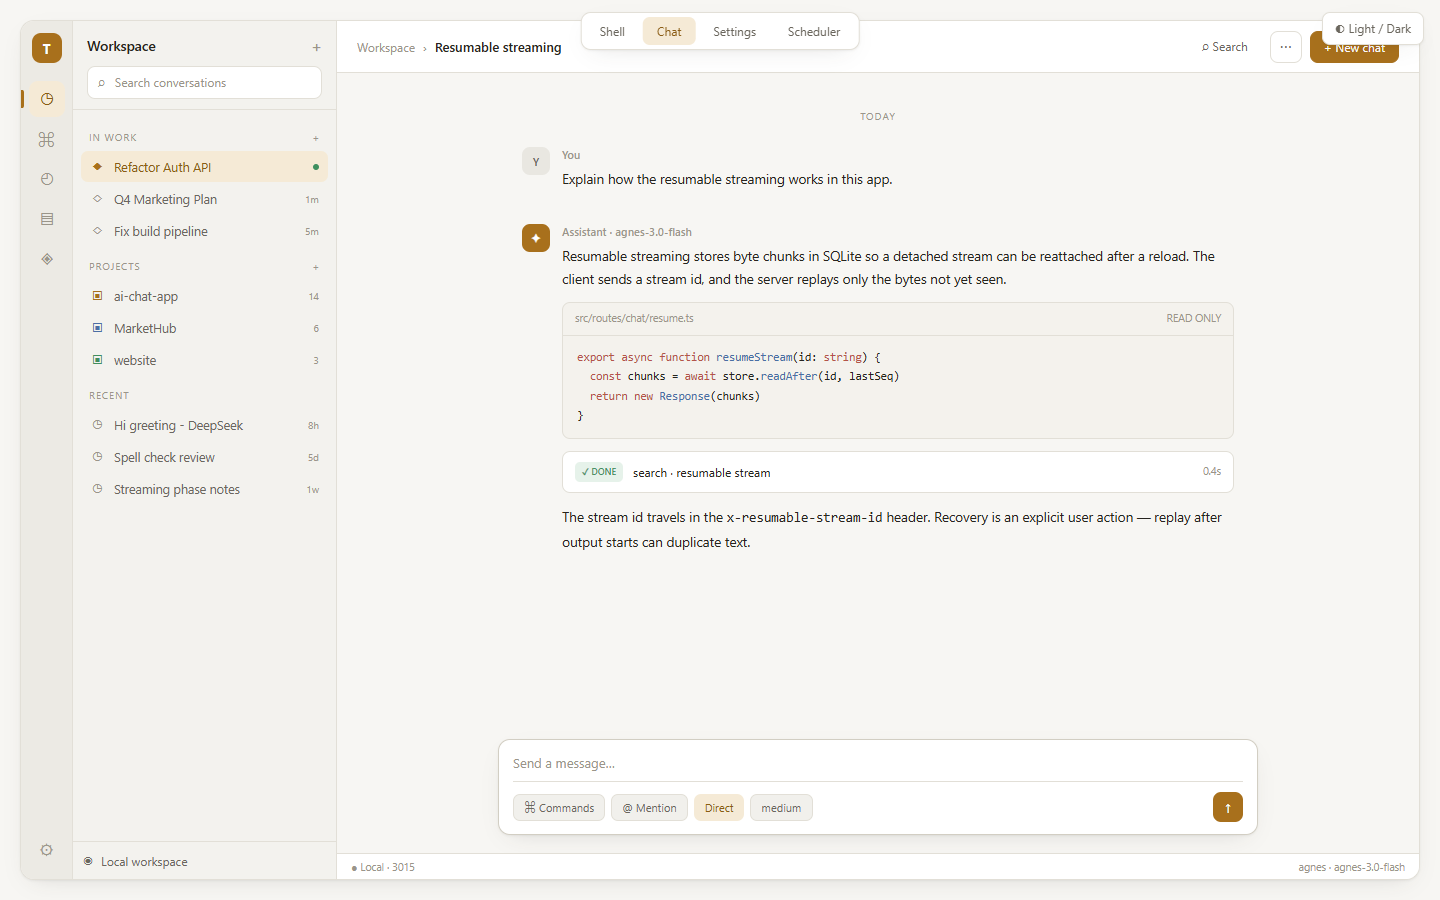 Shell
Chat
Settings
Scheduler
Light / Dark
T
Workspace
+
Search conversations
IN WORK
+
Refactor Auth API
Q4 Marketing Plan
1m
Fix build pipeline
5m
PROJECTS
+
ai-chat-app
14
MarketHub
6
website
3
RECENT
Hi greeting - DeepSeek
8h
Spell check review
5d
Streaming phase notes
1w
Local workspace
Workspace › Resumable streaming
Search
...
+ New chat
TODAY
Y
You
Explain how the resumable streaming works in this app.
Assistant · agnes-3.0-flash
Resumable streaming stores byte chunks in SQLite so a detached stream can be reattached after a reload. The
client sends a stream id, and the server replays only the bytes not yet seen.
src/routes/chat/resume.ts
READ ONLY
export async function resumeStream(id: string) {
  const chunks = await store.readAfter(id, lastSeq)
  return new Response(chunks)
}
✓ DONE
search · resumable stream
0.4s
The stream id travels in the x-resumable-stream-id header. Recovery is an explicit user action — replay after
output starts can duplicate text.
Send a message...
⌘ Commands
@ Mention
Direct
medium
↑
● Local · 3015
agnes · agnes-3.0-flash